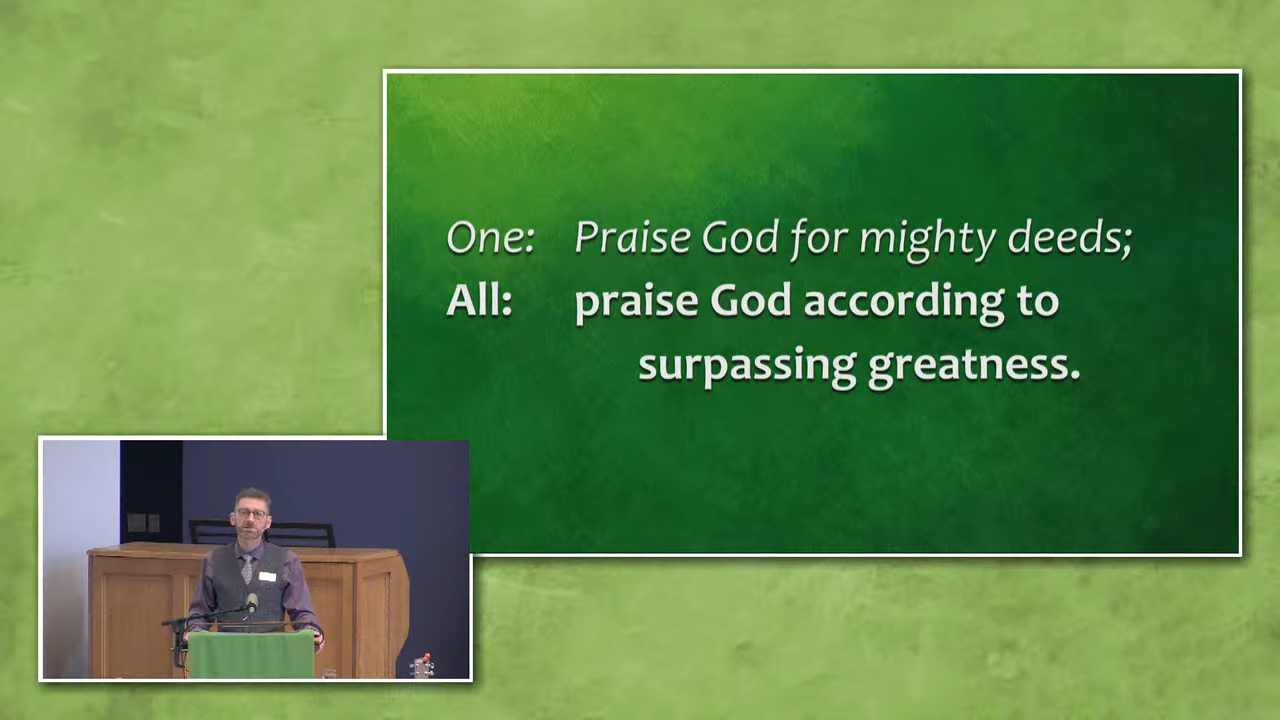 One: Praise God for mighty deeds;
All: praise God according to
surpassing greatness.